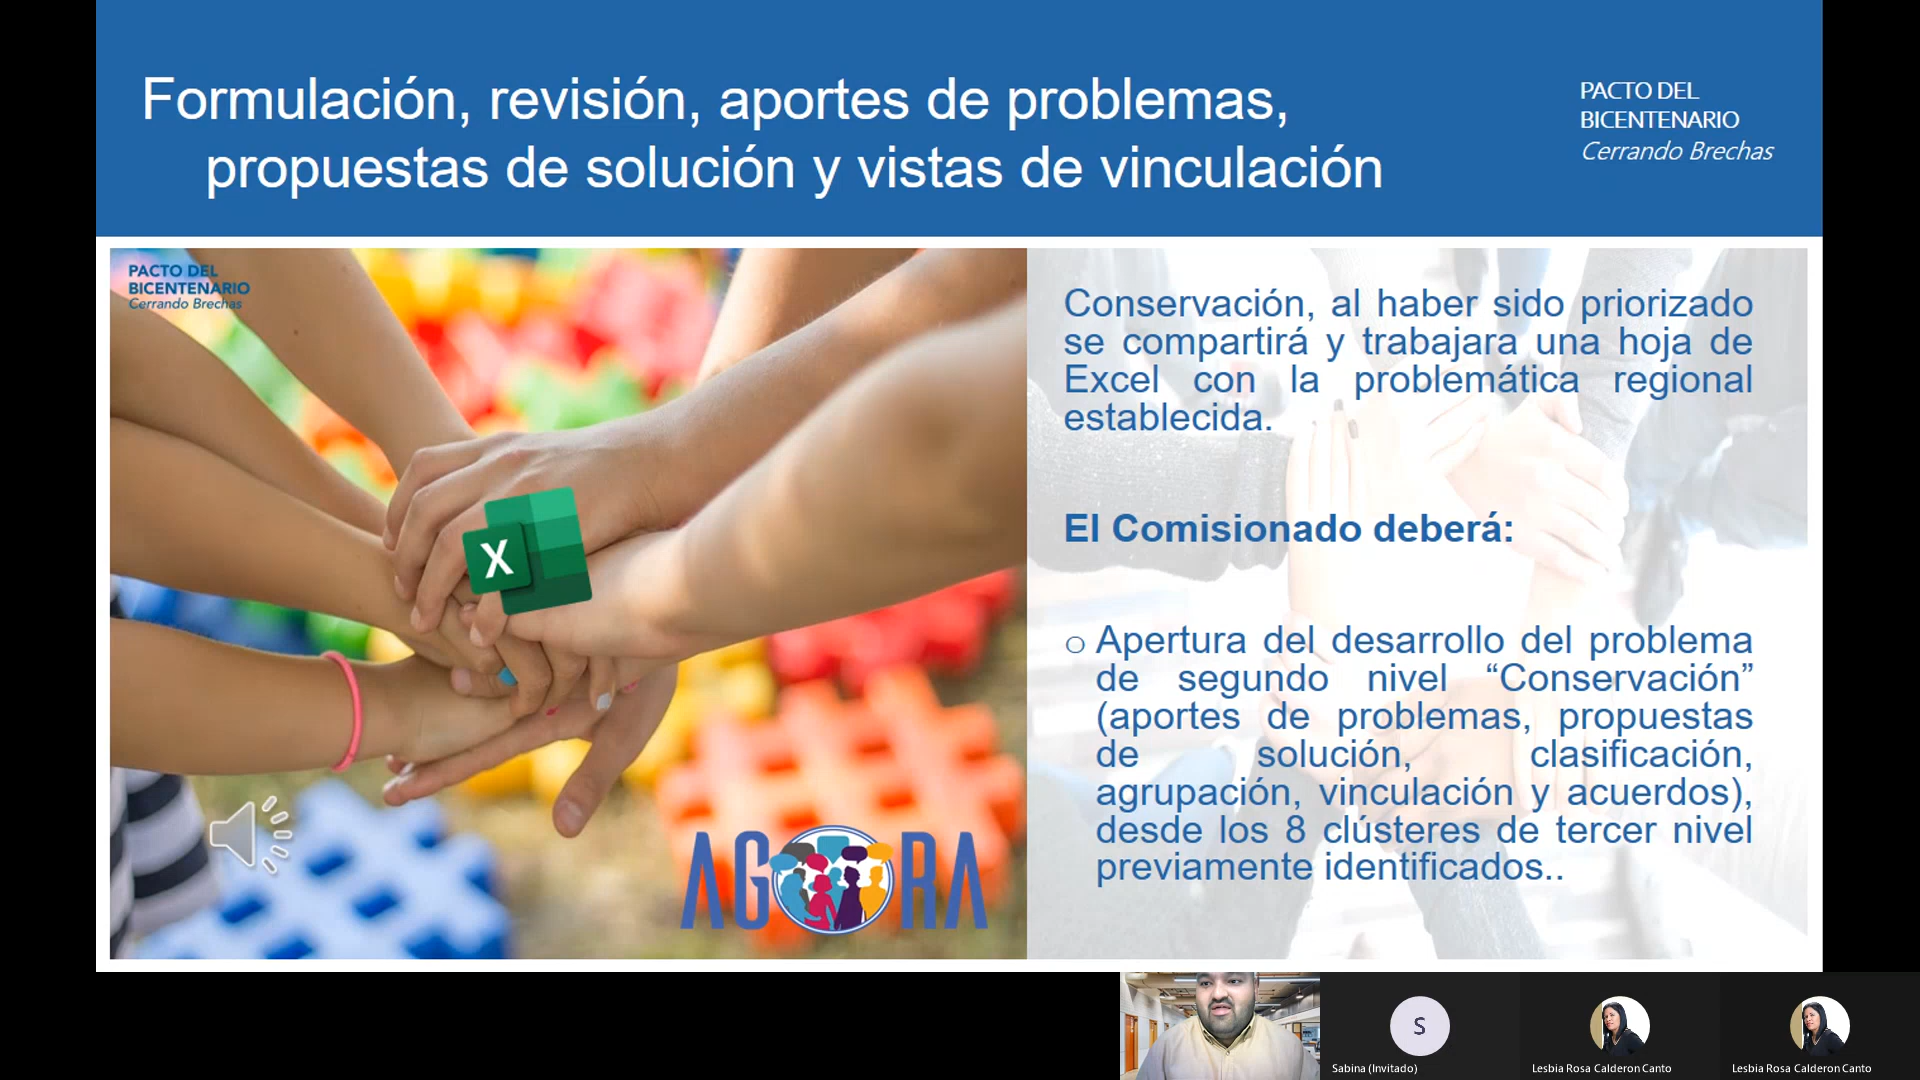 Formulación, revisión, aportes de problemas,
propuestas de solución y vistas de vinculación
PACTO DEL
BICENTENARIO
Cerrando Brechas
PACTO DEL
BICENTENARIO
Cerrando Brechas
X
AGORA
Conservación, al haber sido priorizado
se compartirá y trabajara una hoja de
Excel con la problemática regional
establecida.
El Comisionado deberá:
o Apertura del desarrollo del problema
de segundo nivel “Conservación”
(aportes de problemas, propuestas
de solución, clasificación,
agrupación, vinculación y acuerdos),
desde los 8 clústeres de tercer nivel
previamente identificados..
S
Sabina (Invitado)
Lesbia Rosa Calderon Canto
Lesbia Rosa Calderon Canto